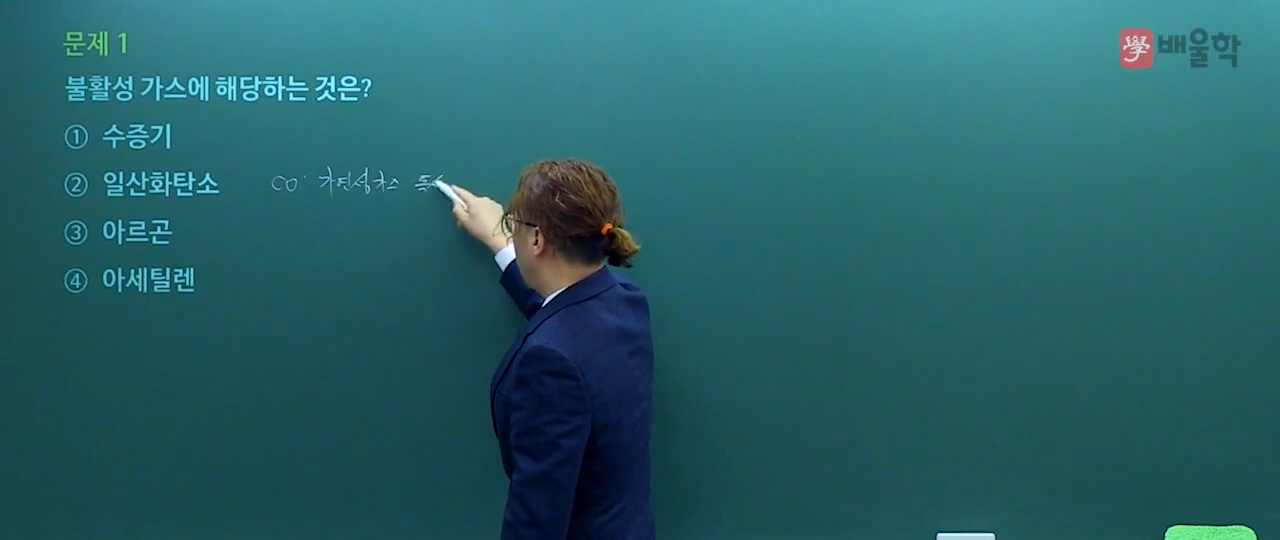 문제 1
學 배울학
불활성 가스에 해당하는 것은?
① 수증기
② 일산화탄소 CO 가연성가스 독
③ 아르곤
④ 아세틸렌